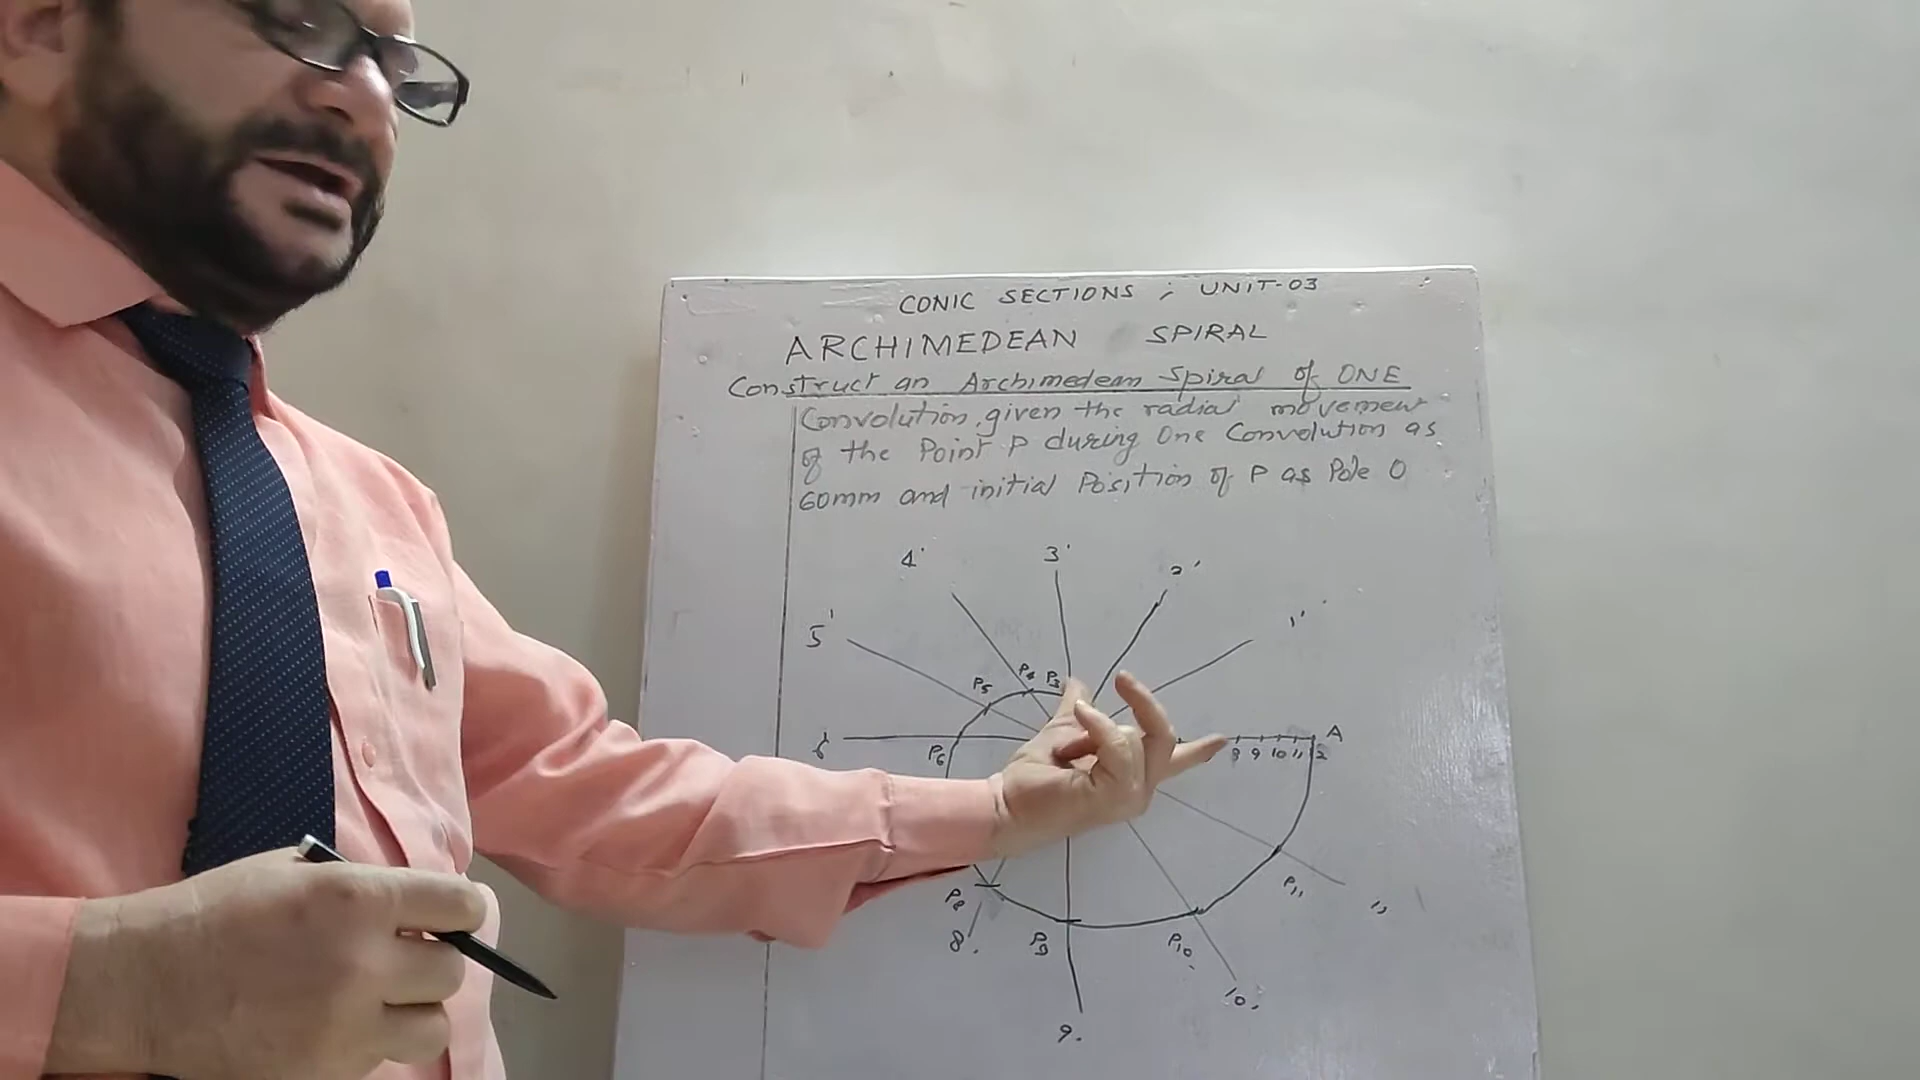 CONIC SECTIONS ; UNIT-03
ARCHIMEDEAN SPIRAL
Construct an Archimedean Spiral of ONE
Convolution, given the radial movement
of the Point P during One Convolution as
60mm and initial Position of P as Pole O
4' 3' 2'
5' 1'
P5 P4 P3
6' P6 8 9 10 11 12 A
P8 P9 P10 P11 11
8' 10'
9'